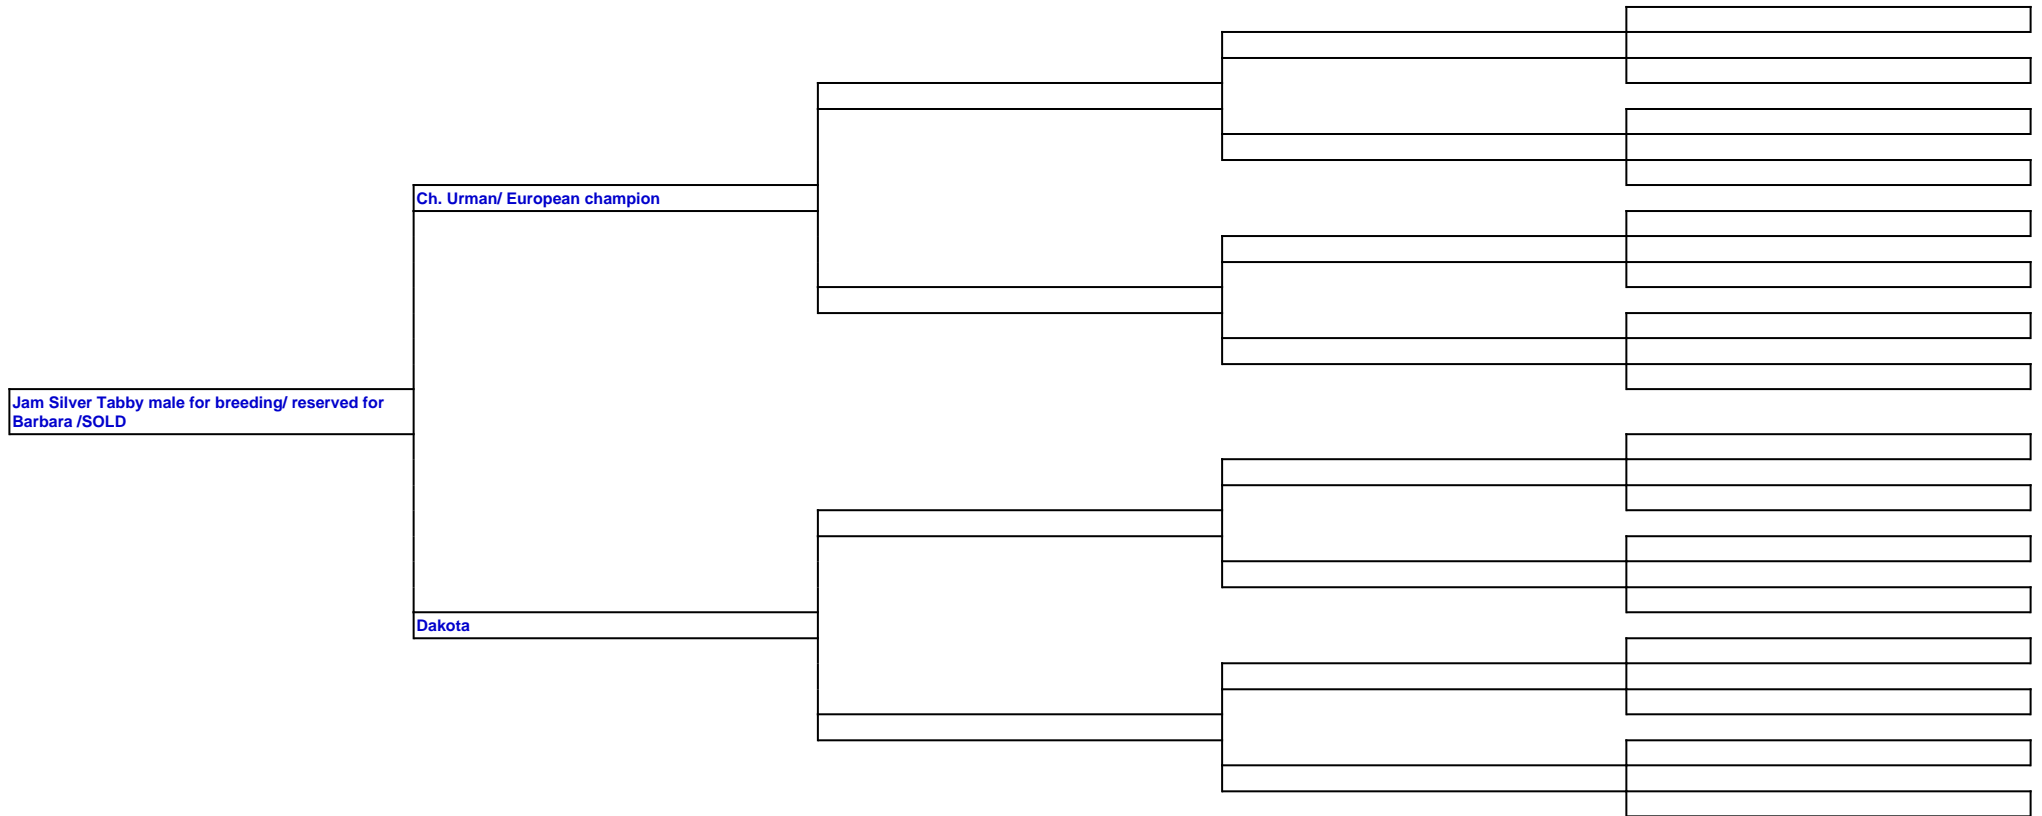 Ch. Urman/ European champion
Jam Silver Tabby male for breeding/ reserved for
Barbara /SOLD
Dakota